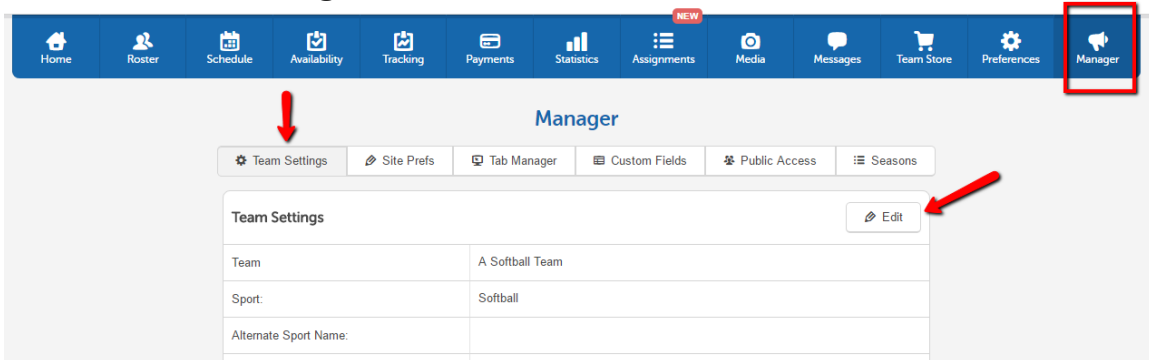 NEW
Home Roster Schedule Availability Tracking Payments Statistics Assignments Media Messages Team Store Preferences Manager
Manager
Team Settings Site Prefs Tab Manager Custom Fields Public Access Seasons
Team Settings Edit
Team A Softball Team
Sport: Softball
Alternate Sport Name: